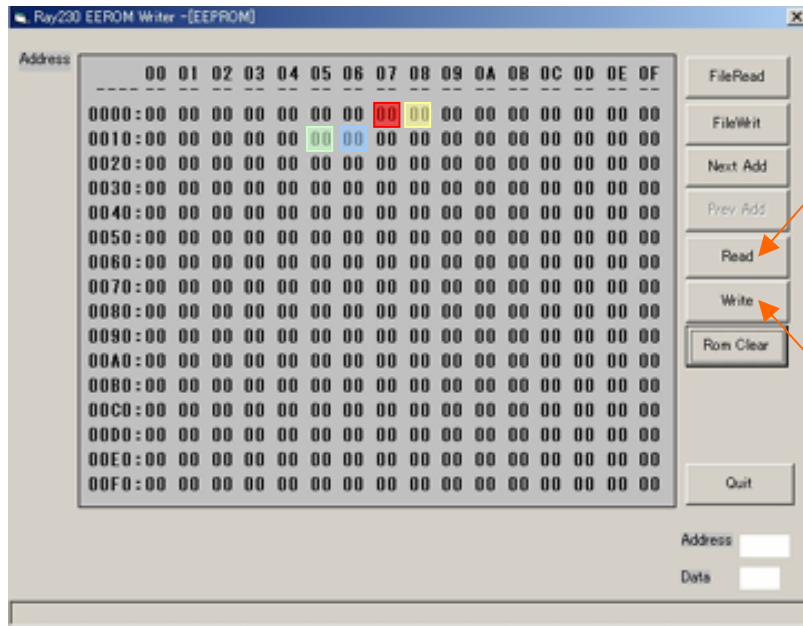 Ray230 EEROM Writer -[EEPROM]
Address
00 01 02 03 04 05 06 07 08 09 0A 0B 0C 0D 0E 0F
---- -- -- -- -- -- -- -- -- -- -- -- -- -- -- -- --
0000:00 00 00 00 00 00 00 00 00 00 00 00 00 00 00 00
0010:00 00 00 00 00 00 00 00 00 00 00 00 00 00 00 00
0020:00 00 00 00 00 00 00 00 00 00 00 00 00 00 00 00
0030:00 00 00 00 00 00 00 00 00 00 00 00 00 00 00 00
0040:00 00 00 00 00 00 00 00 00 00 00 00 00 00 00 00
0050:00 00 00 00 00 00 00 00 00 00 00 00 00 00 00 00
0060:00 00 00 00 00 00 00 00 00 00 00 00 00 00 00 00
0070:00 00 00 00 00 00 00 00 00 00 00 00 00 00 00 00
0080:00 00 00 00 00 00 00 00 00 00 00 00 00 00 00 00
0090:00 00 00 00 00 00 00 00 00 00 00 00 00 00 00 00
00A0:00 00 00 00 00 00 00 00 00 00 00 00 00 00 00 00
00B0:00 00 00 00 00 00 00 00 00 00 00 00 00 00 00 00
00C0:00 00 00 00 00 00 00 00 00 00 00 00 00 00 00 00
00D0:00 00 00 00 00 00 00 00 00 00 00 00 00 00 00 00
00E0:00 00 00 00 00 00 00 00 00 00 00 00 00 00 00 00
00F0:00 00 00 00 00 00 00 00 00 00 00 00 00 00 00 00
FileRead
FileWrit
Next Add
Prev Add
Read
Write
Rom Clear
Quit
Address
Data